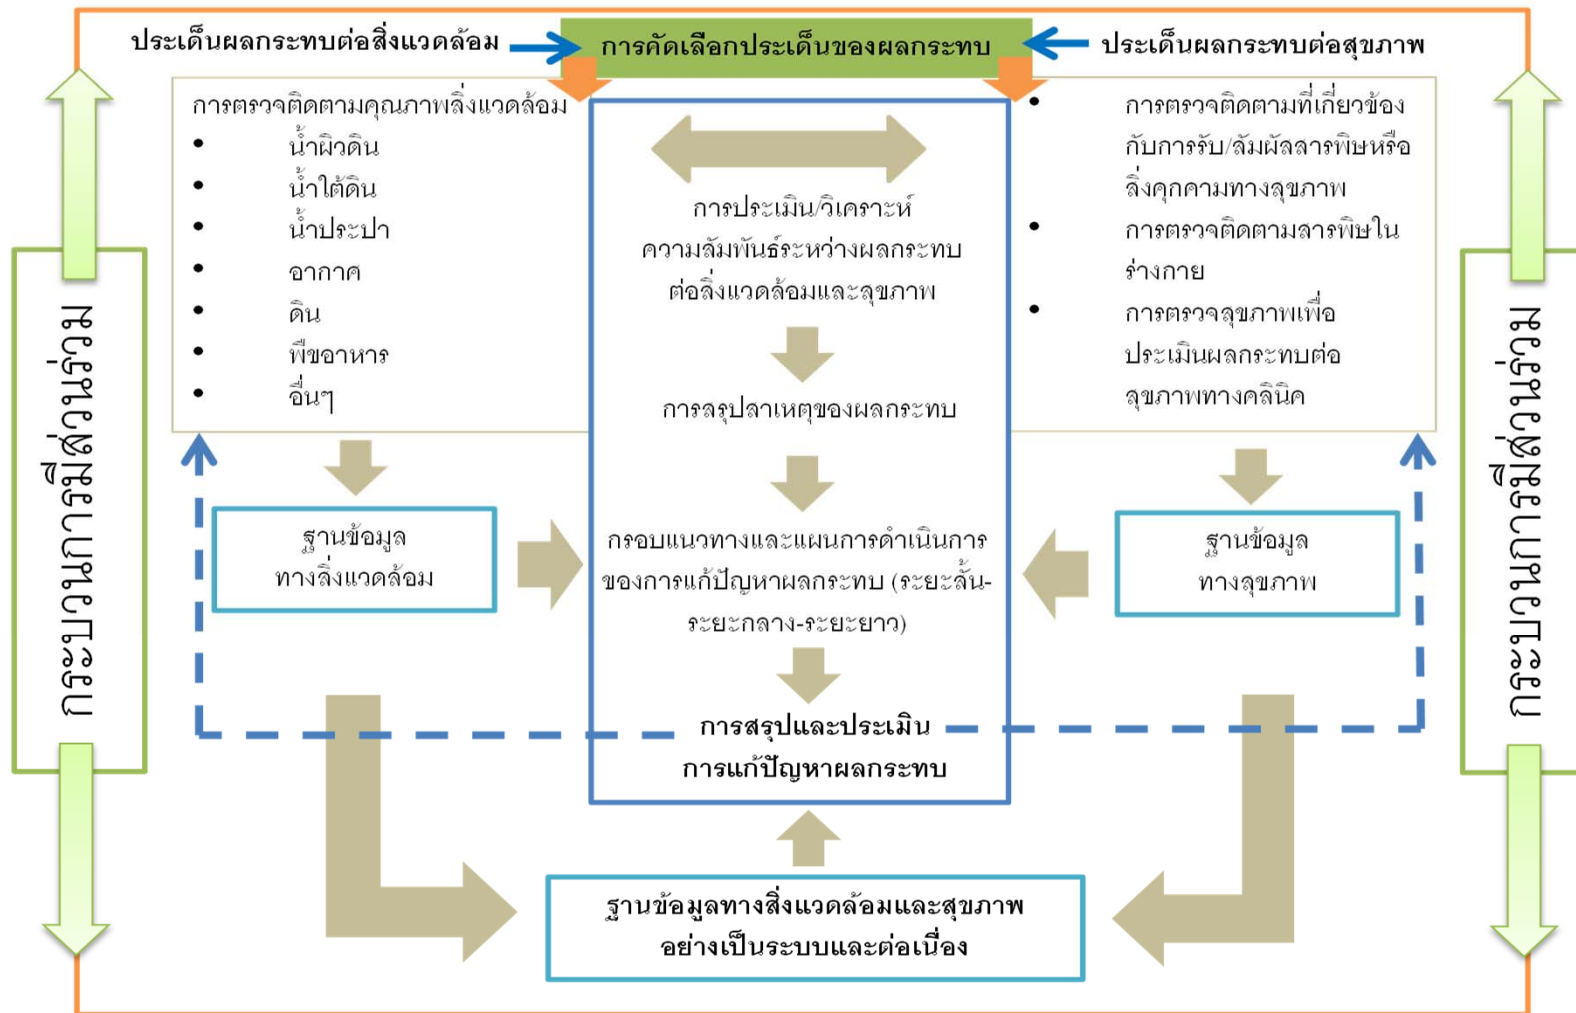 ประเด็นผลกระทบต่อสิ่งแวดล้อม
การคัดเลือกประเด็นของผลกระทบ
ประเด็นผลกระทบต่อสุขภาพ
กระบวนการมีส่วนร่วม
การตรวจติดตามคุณภาพสิ่งแวดล้อม
• น้ำผิวดิน
• น้ำใต้ดิน
• น้ำประปา
• อากาศ
• ดิน
• พืชอาหาร
• อื่นๆ
ฐานข้อมูล
ทางสิ่งแวดล้อม
การประเมิน/วิเคราะห์
ความสัมพันธ์ระหว่างผลกระทบ
ต่อสิ่งแวดล้อมและสุขภาพ
การสรุปสาเหตุของผลกระทบ
กรอบแนวทางและแผนการดำเนินการ
ของการแก้ปัญหาผลกระทบ (ระยะสั้น-
ระยะกลาง-ระยะยาว)
การสรุปและประเมิน
การแก้ปัญหาผลกระทบ
• การตรวจติดตามที่เกี่ยวข้อง
กับการรับ/สัมผัสสารพิษหรือ
สิ่งคุกคามทางสุขภาพ
• การตรวจติดตามสารพิษใน
ร่างกาย
• การตรวจสุขภาพเพื่อ
ประเมินผลกระทบต่อ
สุขภาพทางคลินิค
ฐานข้อมูล
ทางสุขภาพ
กระบวนการมีส่วนร่วม
ฐานข้อมูลทางสิ่งแวดล้อมและสุขภาพ
อย่างเป็นระบบและต่อเนื่อง